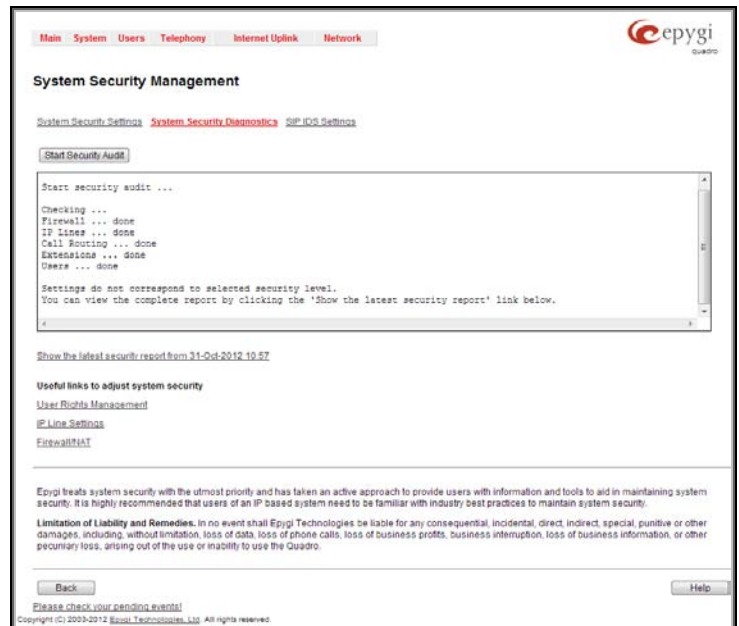 Main System Users Telephony Internet Uplink Network
epygi
quadro
System Security Management
System Security Settings System Security Diagnostics SIP IDS Settings
Start Security Audit
Start security audit ...
Checking ...
Firewall ... done
IP Lines ... done
Call Routing ... done
Extensions ... done
Users ... done
Settings do not correspond to selected security level.
You can view the complete report by clicking the 'Show the latest security report' link below.
Show the latest security report from 31-Oct-2012 10:57
Useful links to adjust system security
User Rights Management
IP Line Settings
Firewall/NAT
Epygi treats system security with the utmost priority and has taken an active approach to provide users with information and tools to aid in maintaining system
security. It is highly recommended that users of an IP based system need to be familiar with industry best practices to maintain system security.
Limitation of Liability and Remedies. In no event shall Epygi Technologies be liable for any consequential, incidental, direct, indirect, special, punitive or other
damages, including, without limitation, loss of data, loss of phone calls, loss of business profits, business interruption, loss of business information, or other
pecuniary loss, arising out of the use or inability to use the Quadro.
Back Help
Please check your pending events!
Copyright (C) 2003-2012 Epygi Technologies, Ltd. All rights reserved.